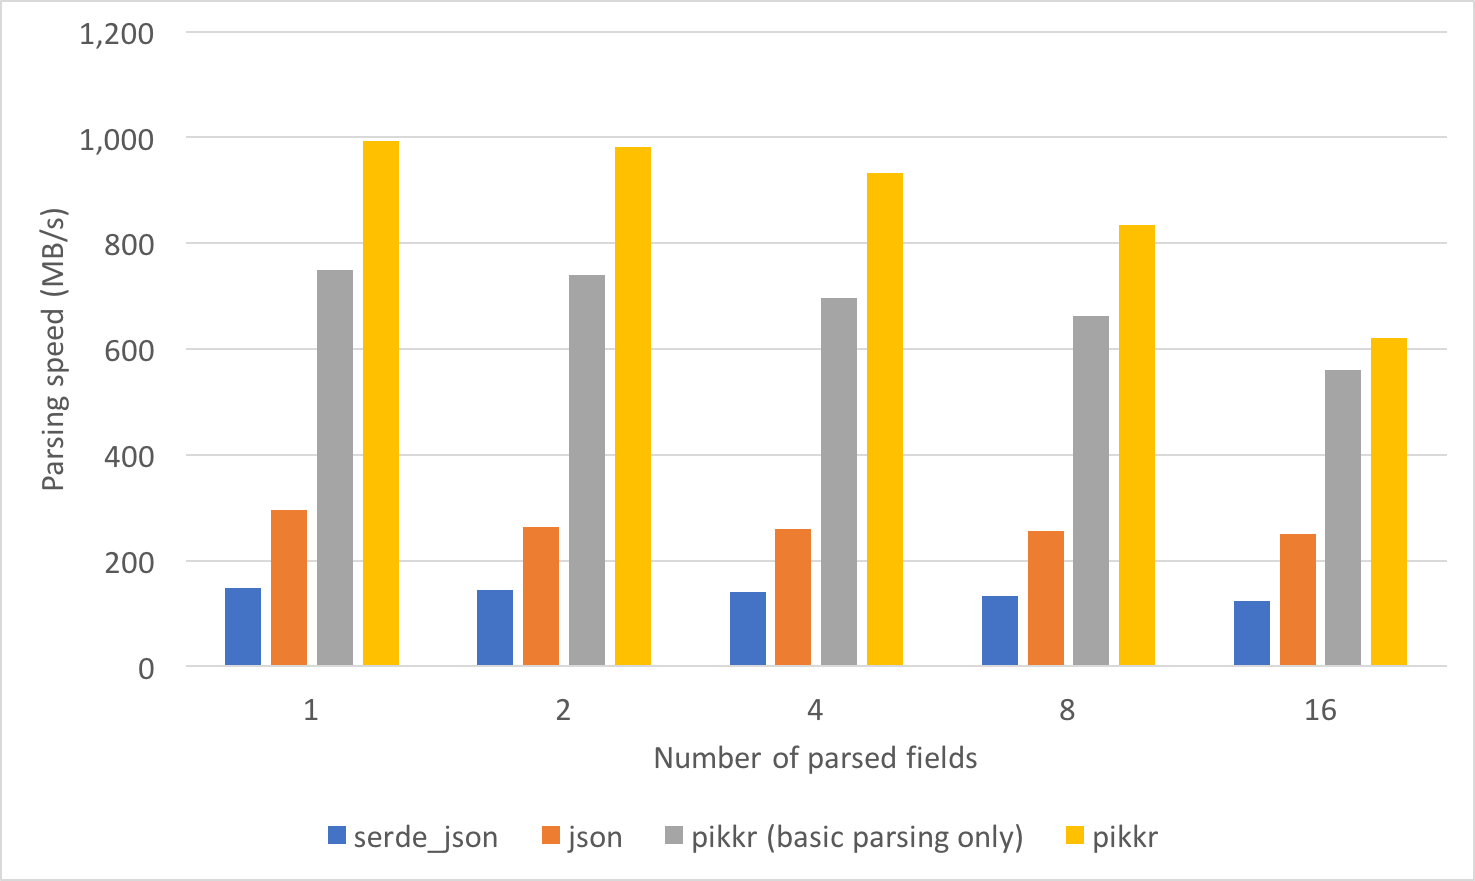 1,200
1,000
800
600
400
200
0
Parsing speed (MB/s)
1 2 4 8 16
Number of parsed fields
serde_json json pikkr (basic parsing only) pikkr